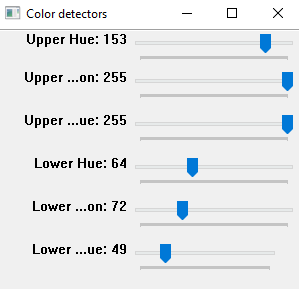 Color detectors
Upper Hue: 153
Upper ...on: 255
Upper ...ue: 255
Lower Hue: 64
Lower ...on: 72
Lower ...ue: 49